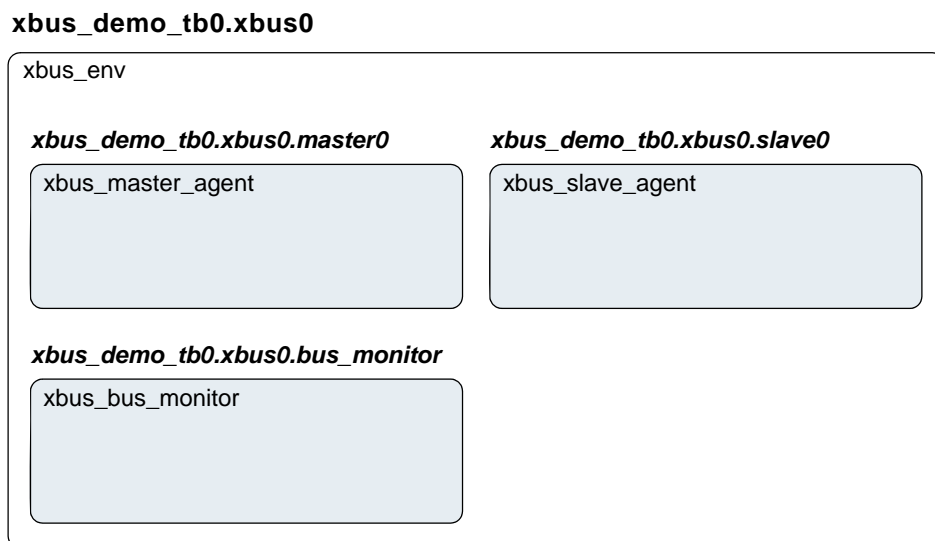 xbus_demo_tb0.xbus0
xbus_env
xbus_demo_tb0.xbus0.master0 xbus_demo_tb0.xbus0.slave0
xbus_master_agent xbus_slave_agent
xbus_demo_tb0.xbus0.bus_monitor
xbus_bus_monitor